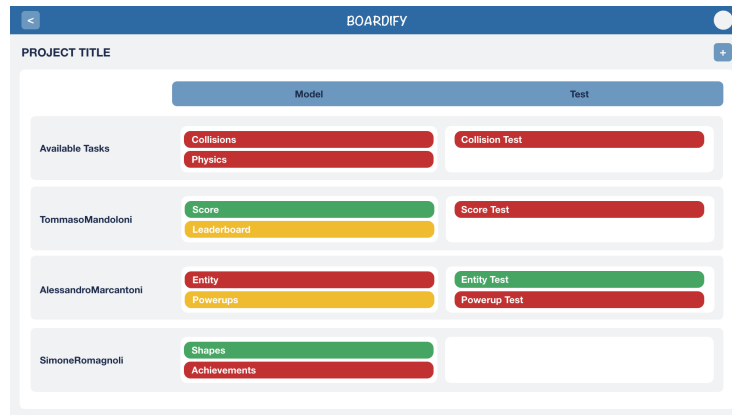 <
BOARDIFY
PROJECT TITLE
+
Model
Test
Available Tasks
Collisions
Physics
Collision Test
TommasoMandoloni
Score
Leaderboard
Score Test
AlessandroMarcantoni
Entity
Powerups
Entity Test
Powerup Test
SimoneRomagnoli
Shapes
Achievements